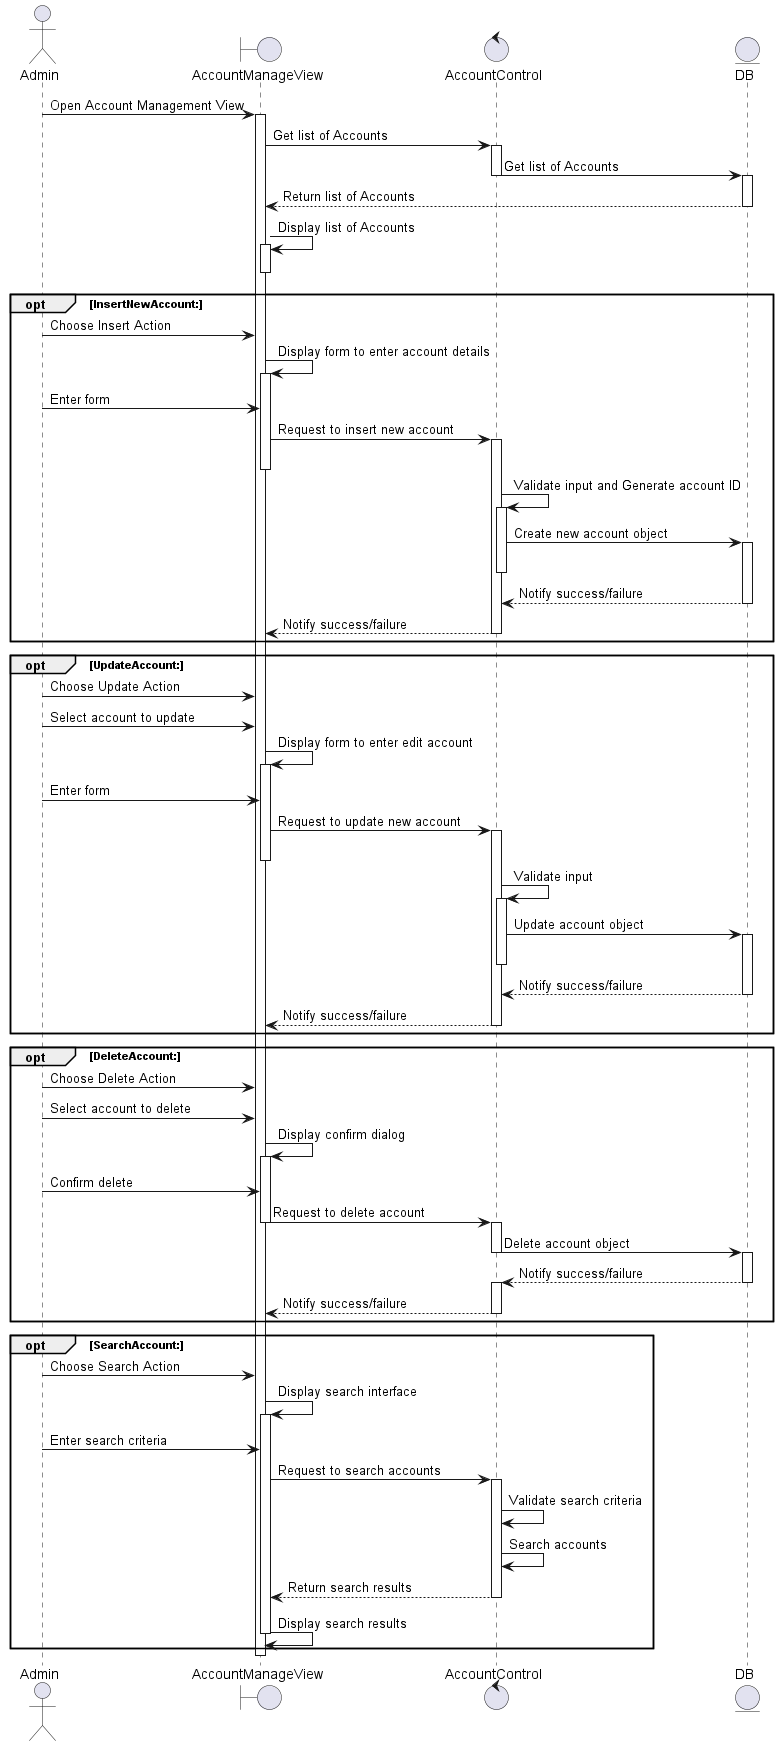 Admin
AccountManageView
AccountControl
DB
Open Account Management View
Get list of Accounts
Get list of Accounts
Return list of Accounts
Display list of Accounts
opt [InsertNewAccount:]
Choose Insert Action
Display form to enter account details
Enter form
Request to insert new account
Validate input and Generate account ID
Create new account object
Notify success/failure
Notify success/failure
opt [UpdateAccount:]
Choose Update Action
Select account to update
Display form to enter edit account
Enter form
Request to update new account
Validate input
Update account object
Notify success/failure
Notify success/failure
opt [DeleteAccount:]
Choose Delete Action
Select account to delete
Display confirm dialog
Confirm delete
Request to delete account
Delete account object
Notify success/failure
Notify success/failure
opt [SearchAccount:]
Choose Search Action
Display search interface
Enter search criteria
Request to search accounts
Validate search criteria
Search accounts
Return search results
Display search results
Admin
AccountManageView
AccountControl
DB